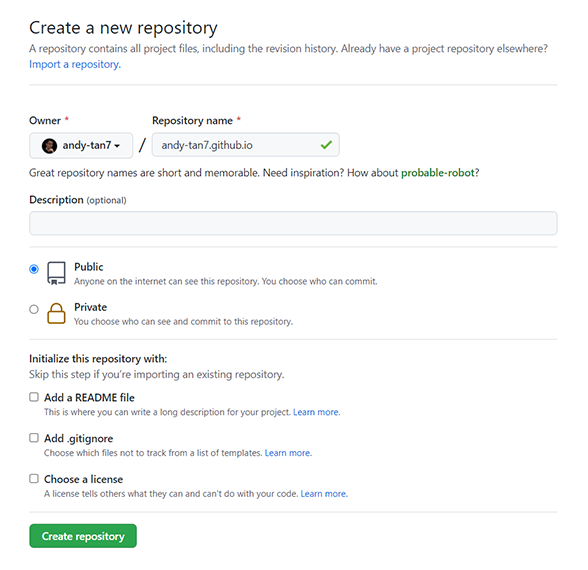 Create a new repository
A repository contains all project files, including the revision history. Already have a project repository elsewhere?
Import a repository.
Owner * Repository name *
andy-tan7 / andy-tan7.github.io
Great repository names are short and memorable. Need inspiration? How about probable-robot?
Description (optional)
Public
Anyone on the internet can see this repository. You choose who can commit.
Private
You choose who can see and commit to this repository.
Initialize this repository with:
Skip this step if you're importing an existing repository.
Add a README file
This is where you can write a long description for your project. Learn more.
Add .gitignore
Choose which files not to track from a list of templates. Learn more.
Choose a license
A license tells others what they can and can't do with your code. Learn more.
Create repository